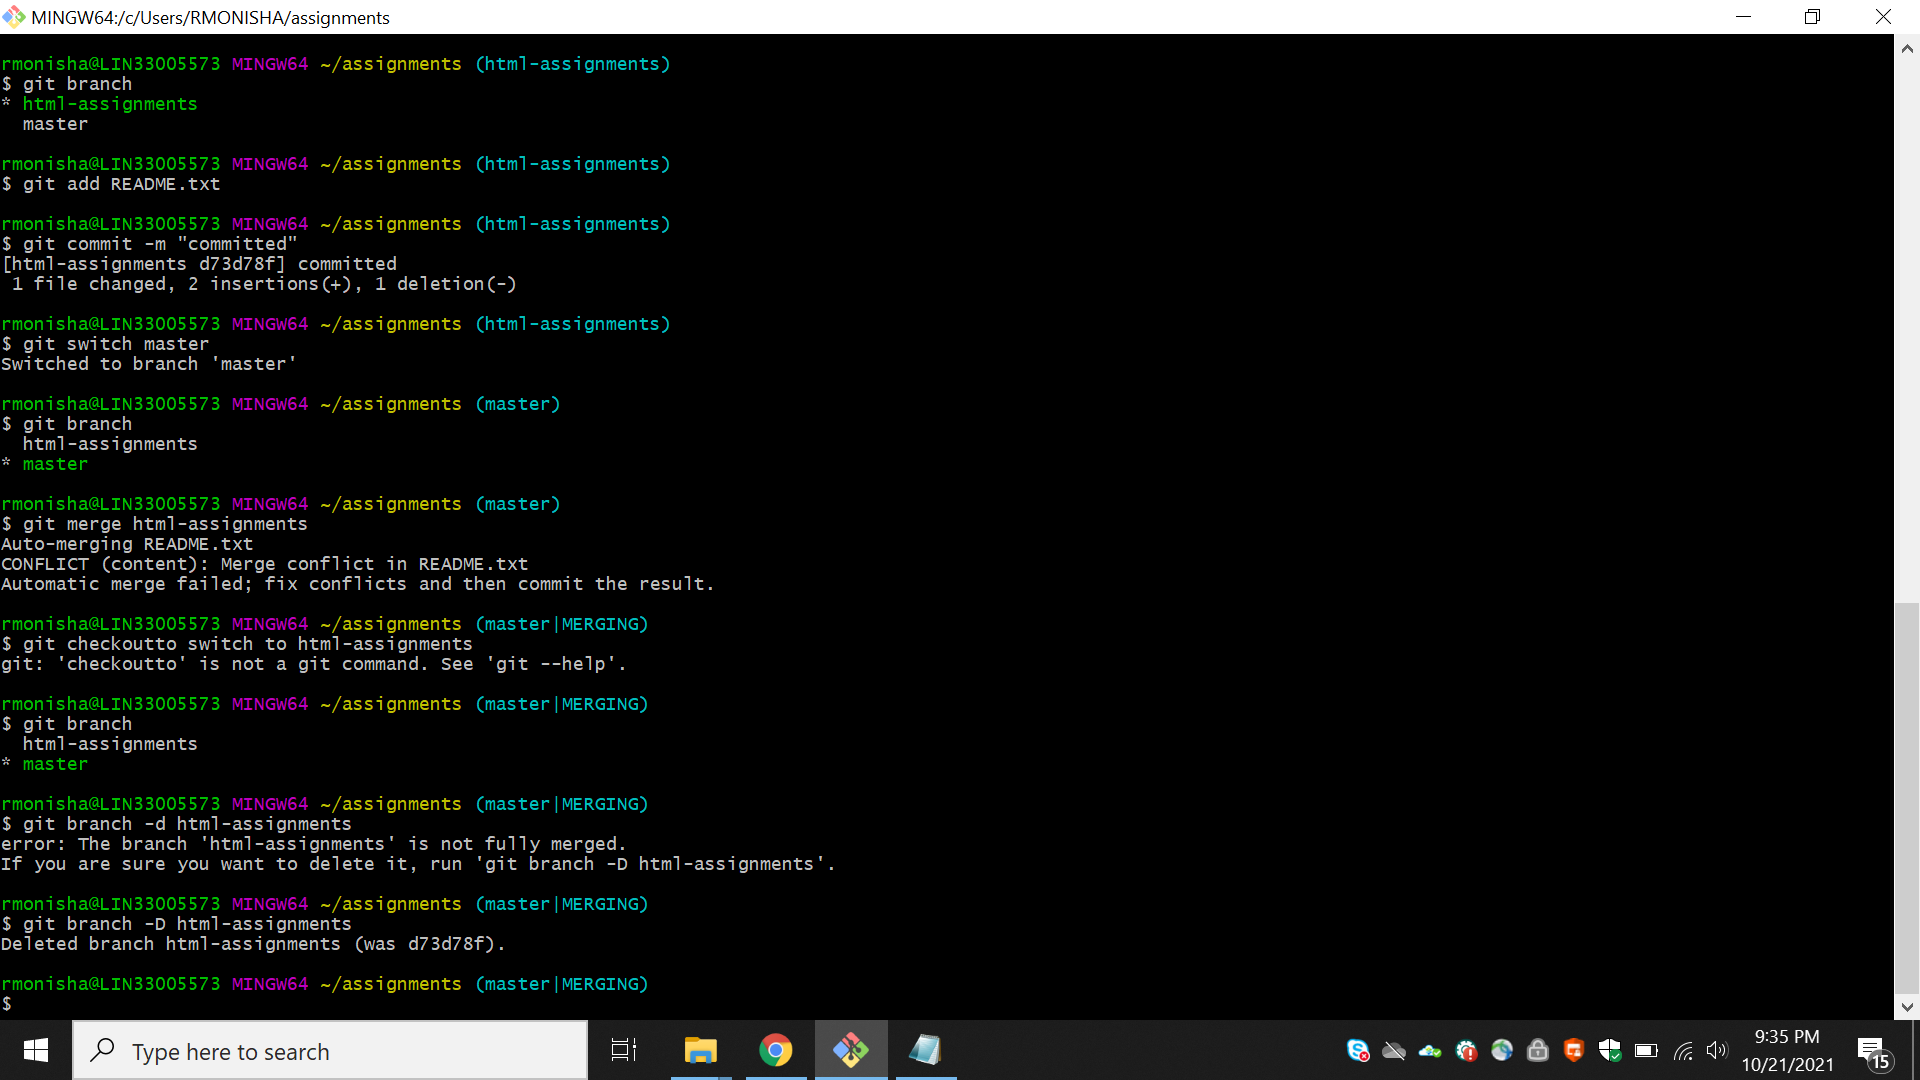 MINGW64:/c/Users/RMONISHA/assignments
rmonisha@LIN33005573 MINGW64 ~/assignments (html-assignments)
$ git branch
* html-assignments
  master
rmonisha@LIN33005573 MINGW64 ~/assignments (html-assignments)
$ git add README.txt
rmonisha@LIN33005573 MINGW64 ~/assignments (html-assignments)
$ git commit -m "committed"
[html-assignments d73d78f] committed
 1 file changed, 2 insertions(+), 1 deletion(-)
rmonisha@LIN33005573 MINGW64 ~/assignments (html-assignments)
$ git switch master
Switched to branch 'master'
rmonisha@LIN33005573 MINGW64 ~/assignments (master)
$ git branch
  html-assignments
* master
rmonisha@LIN33005573 MINGW64 ~/assignments (master)
$ git merge html-assignments
Auto-merging README.txt
CONFLICT (content): Merge conflict in README.txt
Automatic merge failed; fix conflicts and then commit the result.
rmonisha@LIN33005573 MINGW64 ~/assignments (master|MERGING)
$ git checkoutto switch to html-assignments
git: 'checkoutto' is not a git command. See 'git --help'.
rmonisha@LIN33005573 MINGW64 ~/assignments (master|MERGING)
$ git branch
  html-assignments
* master
rmonisha@LIN33005573 MINGW64 ~/assignments (master|MERGING)
$ git branch -d html-assignments
error: The branch 'html-assignments' is not fully merged.
If you are sure you want to delete it, run 'git branch -D html-assignments'.
rmonisha@LIN33005573 MINGW64 ~/assignments (master|MERGING)
$ git branch -D html-assignments
Deleted branch html-assignments (was d73d78f).
rmonisha@LIN33005573 MINGW64 ~/assignments (master|MERGING)
$
Type here to search
9:35 PM
10/21/2021
15